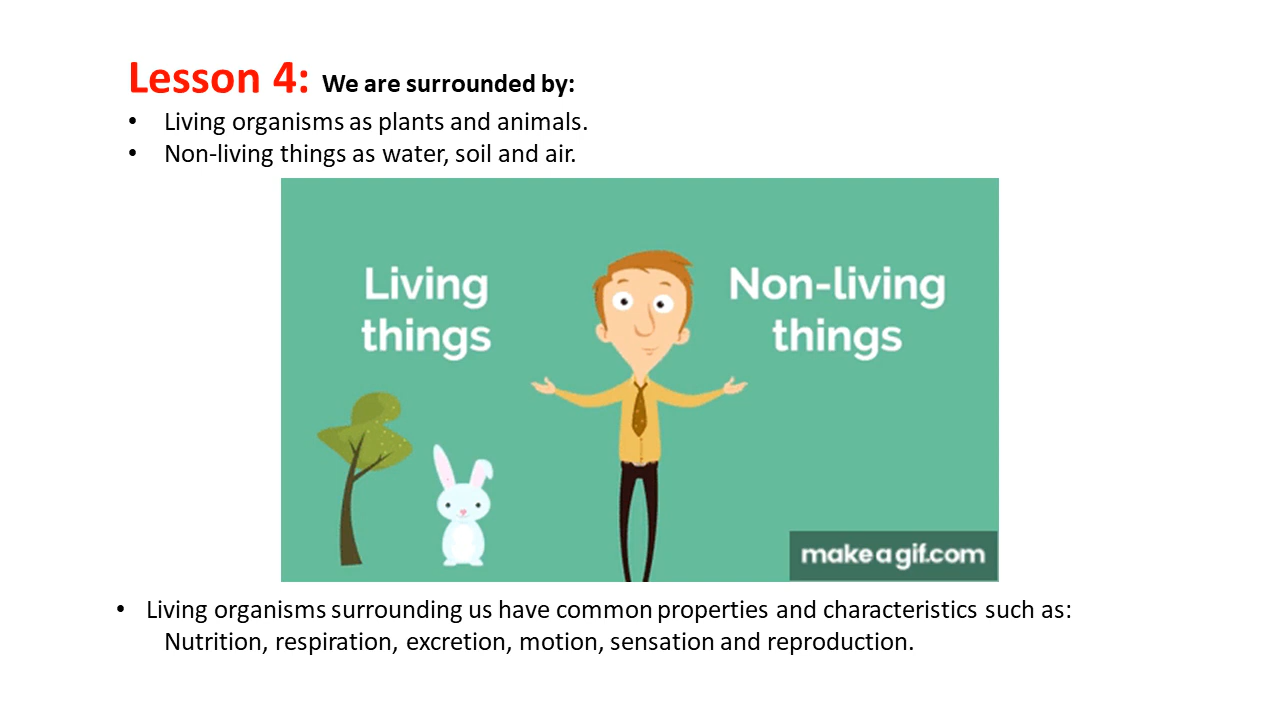 Lesson 4: We are surrounded by:
• Living organisms as plants and animals.
• Non-living things as water, soil and air.
Living
things
Non-living
things
makeagif.com
• Living organisms surrounding us have common properties and characteristics such as:
Nutrition, respiration, excretion, motion, sensation and reproduction.